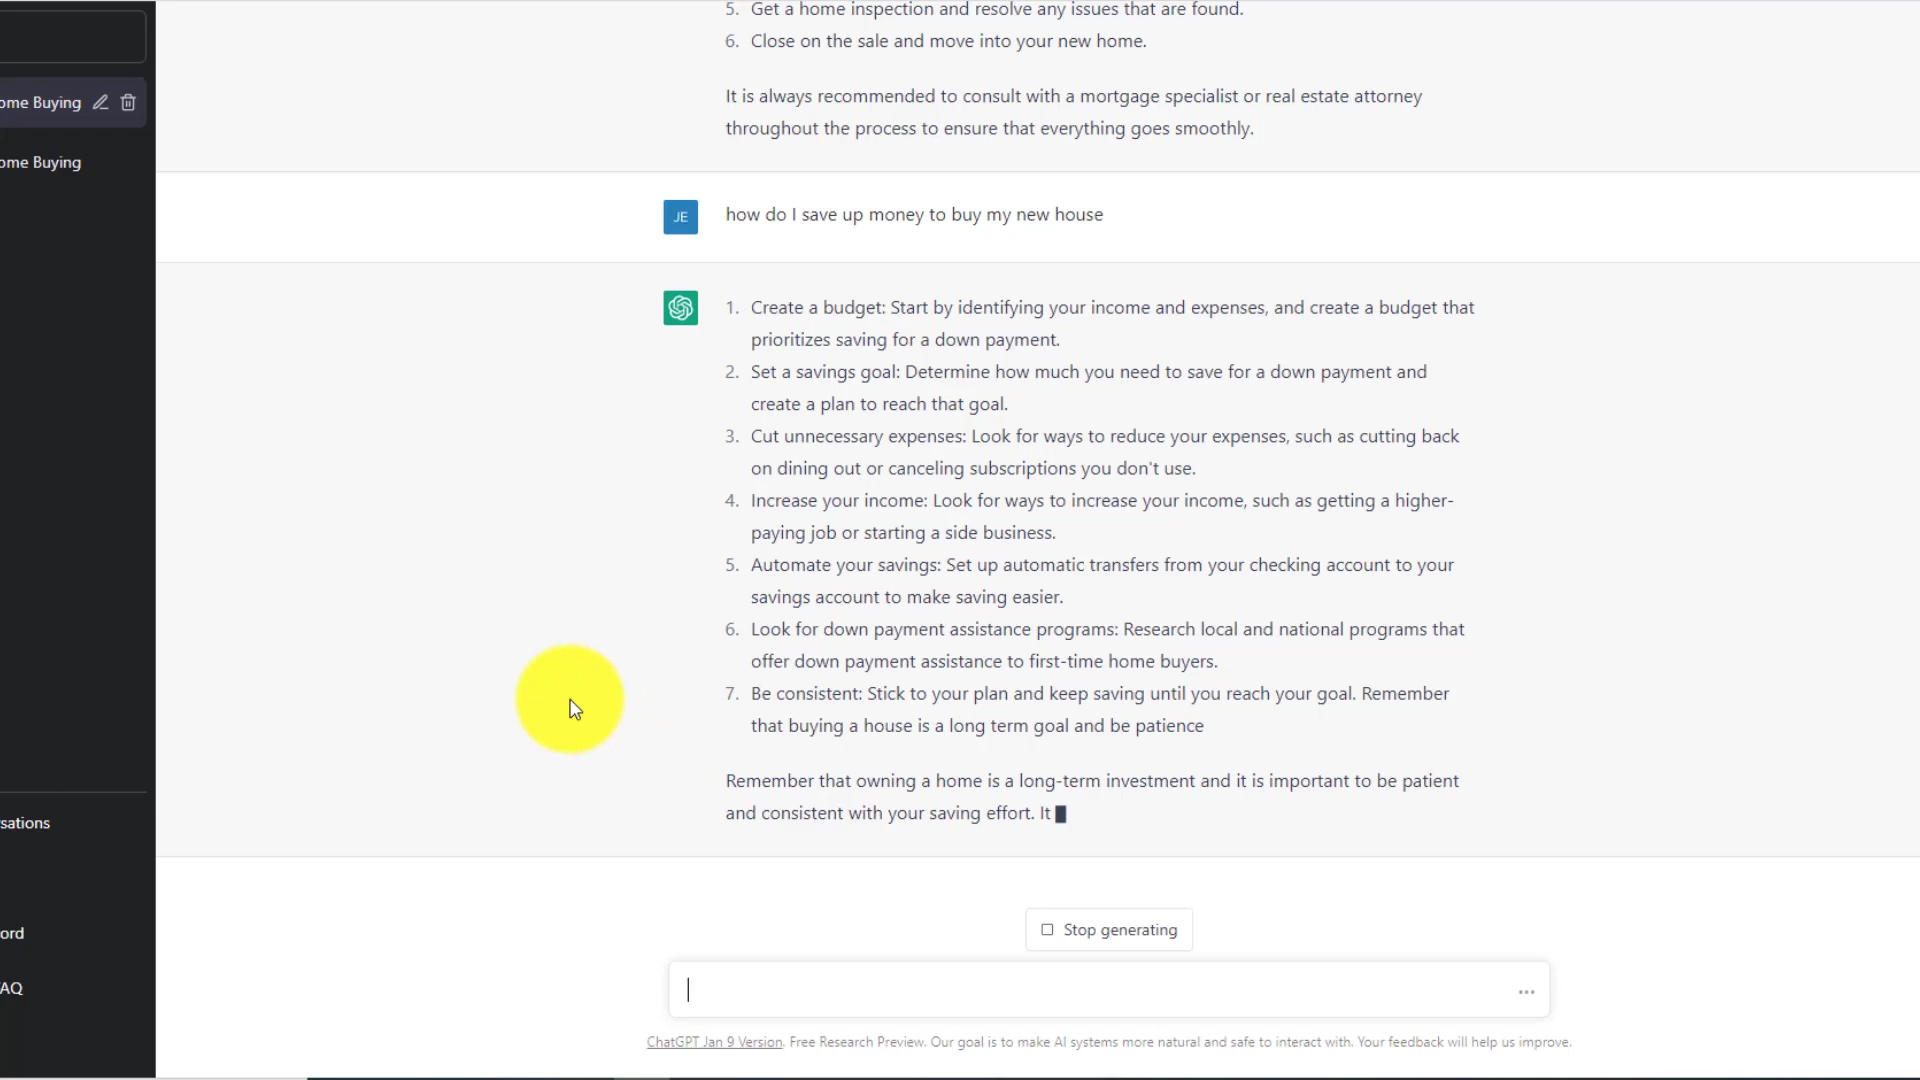 5. Get a home inspection and resolve any issues that are found.
6. Close on the sale and move into your new home.
ome Buying
It is always recommended to consult with a mortgage specialist or real estate attorney
throughout the process to ensure that everything goes smoothly.
ome Buying
JE
how do I save up money to buy my new house
1. Create a budget: Start by identifying your income and expenses, and create a budget that
prioritizes saving for a down payment.
2. Set a savings goal: Determine how much you need to save for a down payment and
create a plan to reach that goal.
3. Cut unnecessary expenses: Look for ways to reduce your expenses, such as cutting back
on dining out or canceling subscriptions you don't use.
4. Increase your income: Look for ways to increase your income, such as getting a higher-
paying job or starting a side business.
5. Automate your savings: Set up automatic transfers from your checking account to your
savings account to make saving easier.
6. Look for down payment assistance programs: Research local and national programs that
offer down payment assistance to first-time home buyers.
7. Be consistent: Stick to your plan and keep saving until you reach your goal. Remember
that buying a house is a long term goal and be patience
Remember that owning a home is a long-term investment and it is important to be patient
and consistent with your saving effort. It
sations
ord
AQ
Stop generating
ChatGPT Jan 9 Version. Free Research Preview. Our goal is to make AI systems more natural and safe to interact with. Your feedback will help us improve.